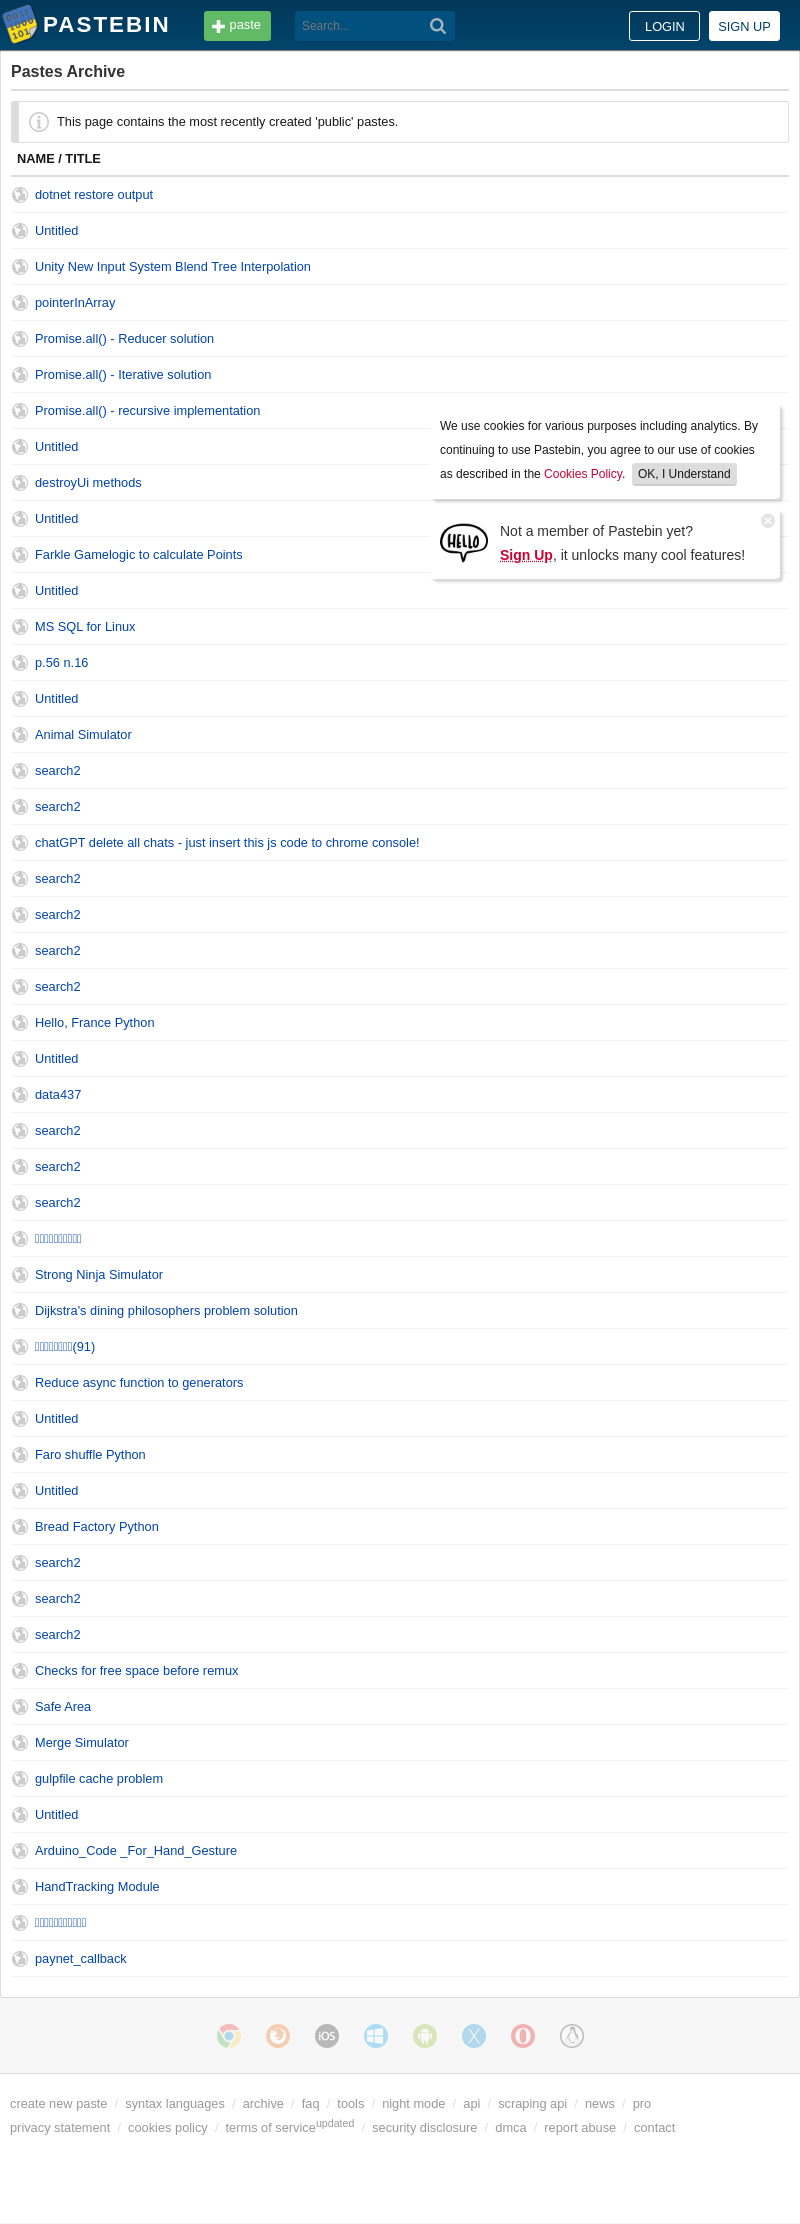 PASTEBIN
paste
Search...
LOGIN
SIGN UP
Pastes Archive
This page contains the most recently created 'public' pastes.
NAME / TITLE
dotnet restore output
Untitled
Unity New Input System Blend Tree Interpolation
pointerInArray
Promise.all() - Reducer solution
Promise.all() - Iterative solution
Promise.all() - recursive implementation
Untitled
destroyUi methods
Untitled
Farkle Gamelogic to calculate Points
Untitled
We use cookies for various purposes including analytics. By
continuing to use Pastebin, you agree to our use of cookies
as described in the Cookies Policy. OK, I Understand
HELLO
Not a member of Pastebin yet?
Sign Up, it unlocks many cool features!
MS SQL for Linux
p.56 n.16
Untitled
Animal Simulator
search2
search2
chatGPT delete all chats - just insert this js code to chrome console!
search2
search2
search2
search2
Hello, France Python
Untitled
data437
search2
search2
search2
Strong Ninja Simulator
Dijkstra's dining philosophers problem solution
(91)
Reduce async function to generators
Untitled
Faro shuffle Python
Untitled
Bread Factory Python
search2
search2
search2
Checks for free space before remux
Safe Area
Merge Simulator
gulpfile cache problem
Untitled
Arduino_Code _For_Hand_Gesture
HandTracking Module
paynet_callback
iOS
create new paste / syntax languages / archive / faq / tools / night mode / api / scraping api / news / pro
privacy statement / cookies policy / terms of serviceupdated / security disclosure / dmca / report abuse / contact